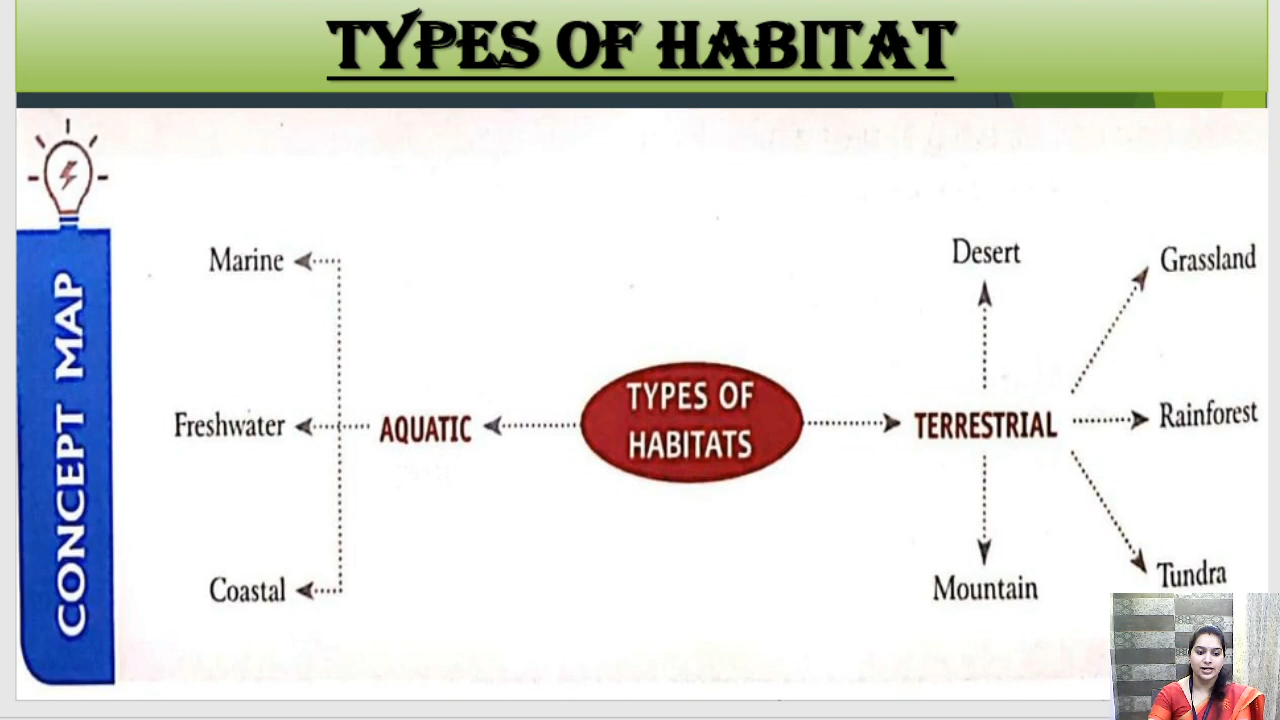 TYPES OF HABITAT
CONCEPT MAP
Marine
Freshwater
Coastal
AQUATIC
TYPES OF
HABITATS
TERRESTRIAL
Desert
Grassland
Rainforest
Tundra
Mountain